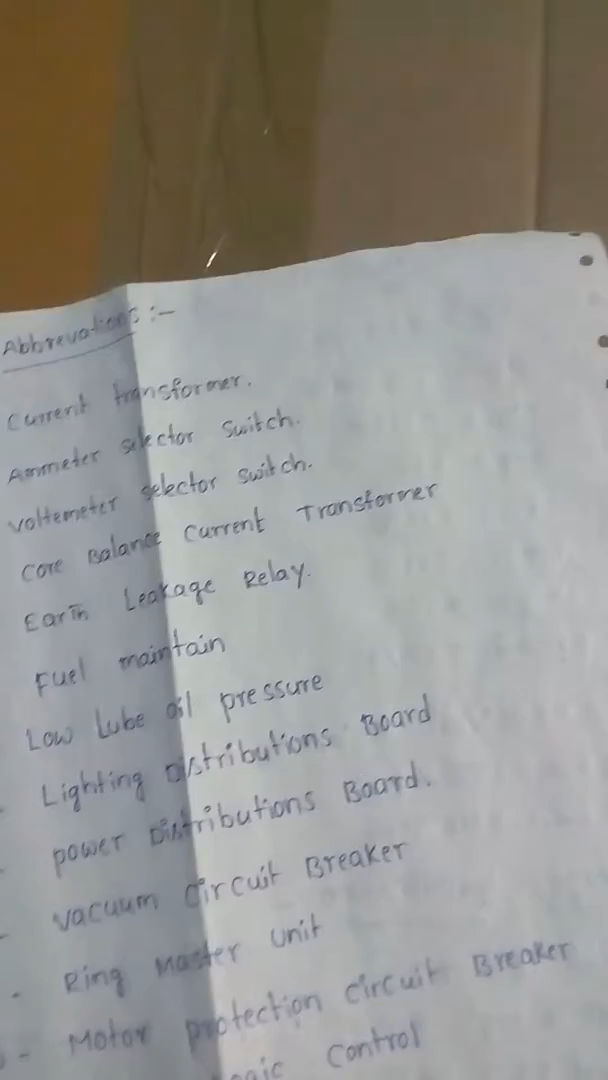 Abbrevations :-
Current transformer.
Ammeter selector switch.
Voltemeter selector switch.
Core Balance Current Transformer
Earth Leakage Relay.
Fuel maintain
Low Lube oil pressure
- Lighting Distributions Board
- Power Distributions Board.
- Vacuum Circuit Breaker
- Ring Master Unit
- Motor protection circuit Breaker
Control